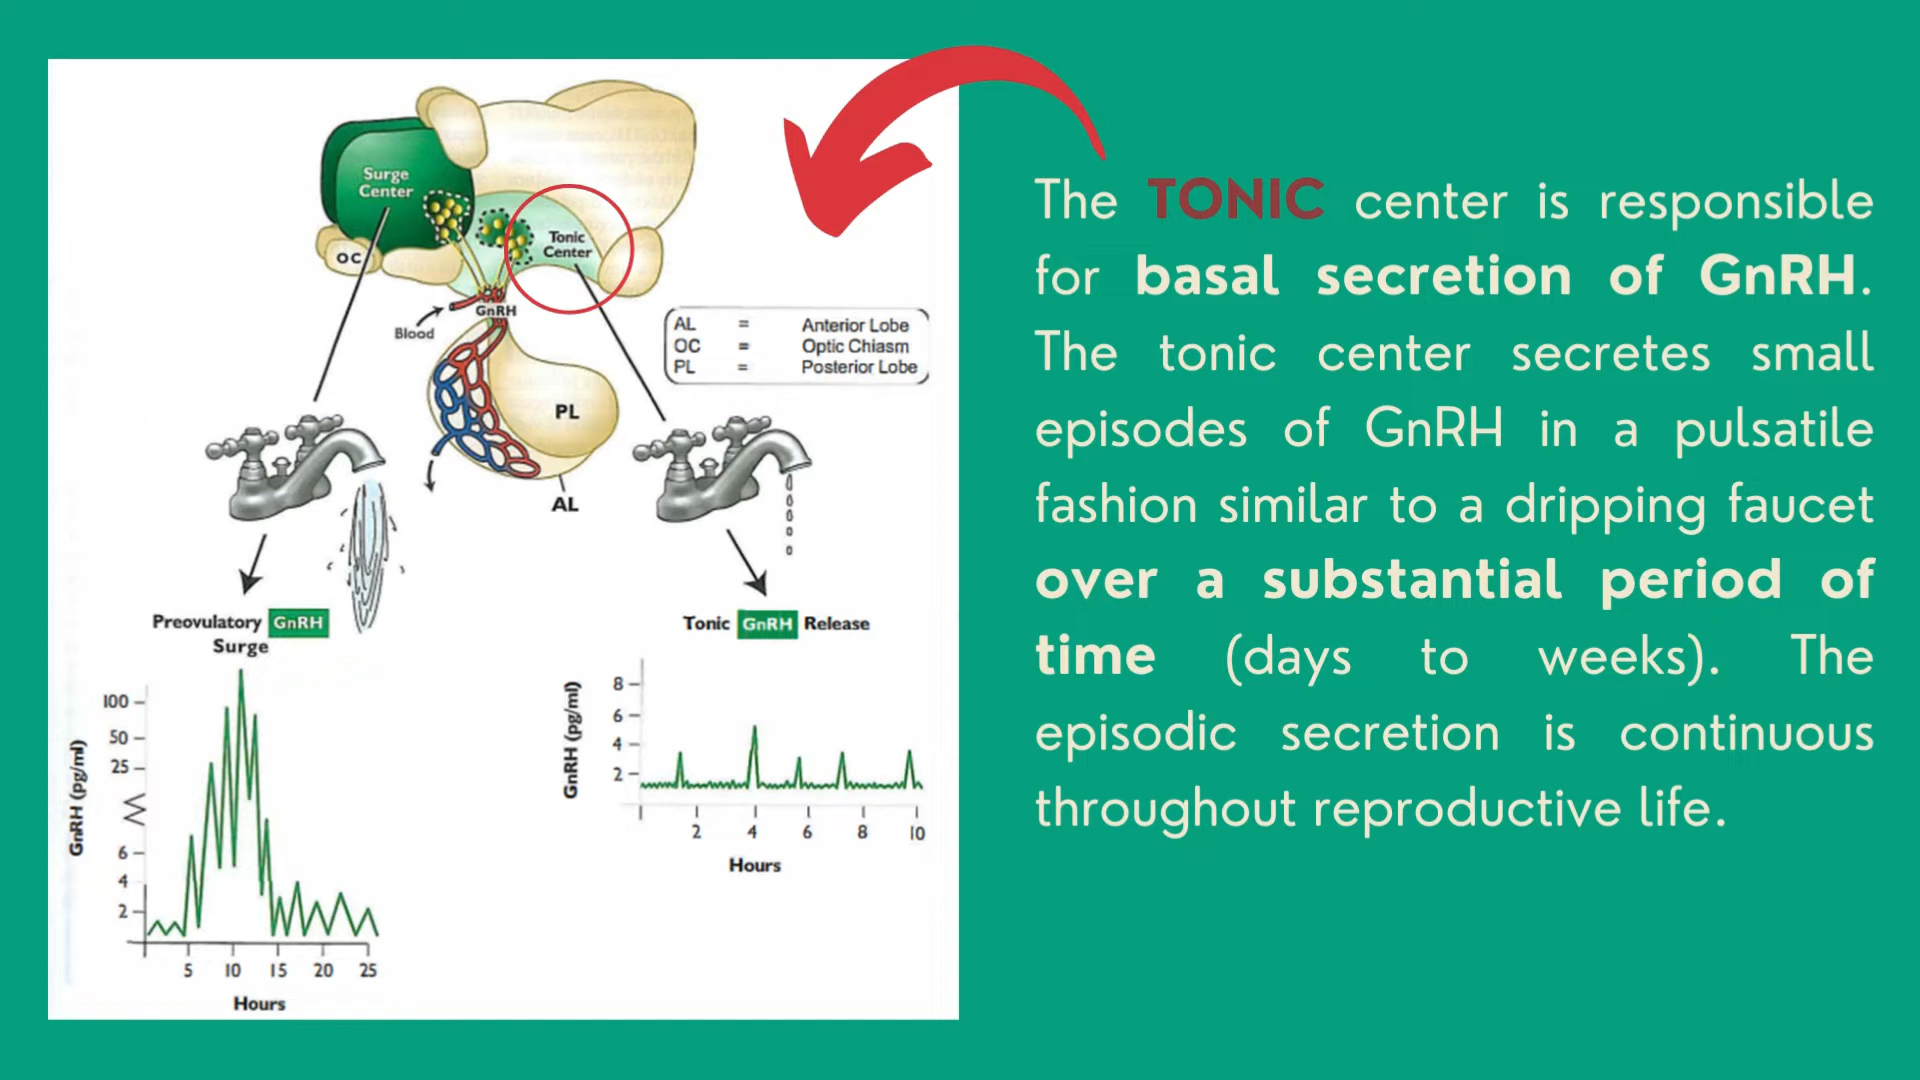 Surge
Center
Tonic
Center
OC
GnRH
Blood
AL = Anterior Lobe
OC = Optic Chiasm
PL = Posterior Lobe
PL
AL
Preovulatory GnRH
Surge
Tonic GnRH Release
GnRH (pg/ml)
100
50
25
6
4
2
5 10 15 20 25
Hours
GnRH (pg/ml)
8
6
4
2
2 4 6 8 10
Hours
The TONIC center is responsible
for basal secretion of GnRH.
The tonic center secretes small
episodes of GnRH in a pulsatile
fashion similar to a dripping faucet
over a substantial period of
time (days to weeks). The
episodic secretion is continuous
throughout reproductive life.